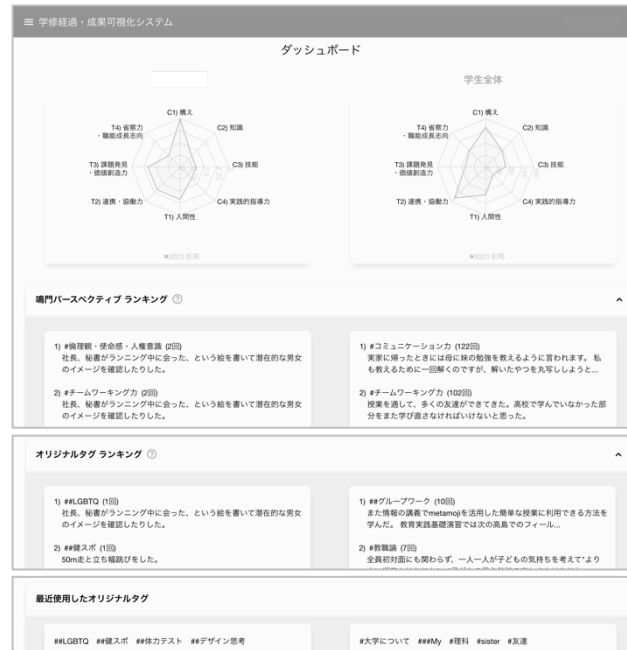 学修経過・成果可視化システム
ダッシュボード
学生全体
C1) 構え
C2) 知識
C3) 技能
C4) 実践的指導力
T1) 人間性
T2) 連携・協働力
T3) 課題発見
・価値創造力
T4) 省察力
・職能成長志向
■2023 前期
C1) 構え
C2) 知識
C3) 技能
C4) 実践的指導力
T1) 人間性
T2) 連携・協働力
T3) 課題発見
・価値創造力
T4) 省察力
・職能成長志向
■2023 前期
鳴門パースペクティブ ランキング
1) #倫理観・使命感・人権意識 (2回)
社長、秘書がランニング中に会った、という絵を書いて潜在的な男女
のイメージを確認したりした。
2) #チームワーキング力 (2回)
社長、秘書がランニング中に会った、という絵を書いて潜在的な男女
のイメージを確認したりした。
1) #コミュニケーション力 (122回)
実家に帰ったときには母に妹の勉強を教えるように言われます。 私
も教えるために一回解くのですが、解いたやつを丸写ししようと...
2) #チームワーキング力 (102回)
授業を通して、多くの友達ができてきた。高校で学んでいなかった部
分をまた学び直さなければいけないと思った。
オリジナルタグ ランキング
1) ##LGBTQ (1回)
社長、秘書がランニング中に会った、という絵を書いて潜在的な男女
のイメージを確認したりした。
2) ##健スポ (1回)
50m走と立ち幅跳びをした。
1) ##グループワーク (10回)
また情報の講義でmetamojiを活用した簡単な授業に利用できる方法を
学んだ。 教育実践基礎演習では次の高島でのフィール...
2) #教職論 (7回)
全員初対面にも関わらず、一人一人が子どもの気持ちを考えて"より
最近使用したオリジナルタグ
##LGBTQ ##健スポ ##体力テスト ##デザイン思考
#大学について ###My #理科 #sister #友達